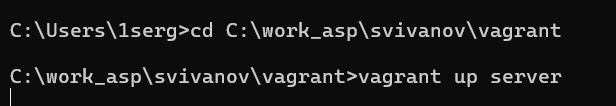 C:\Users\1serg>cd C:\work_asp\svivanov\vagrant
C:\work_asp\svivanov\vagrant>vagrant up server